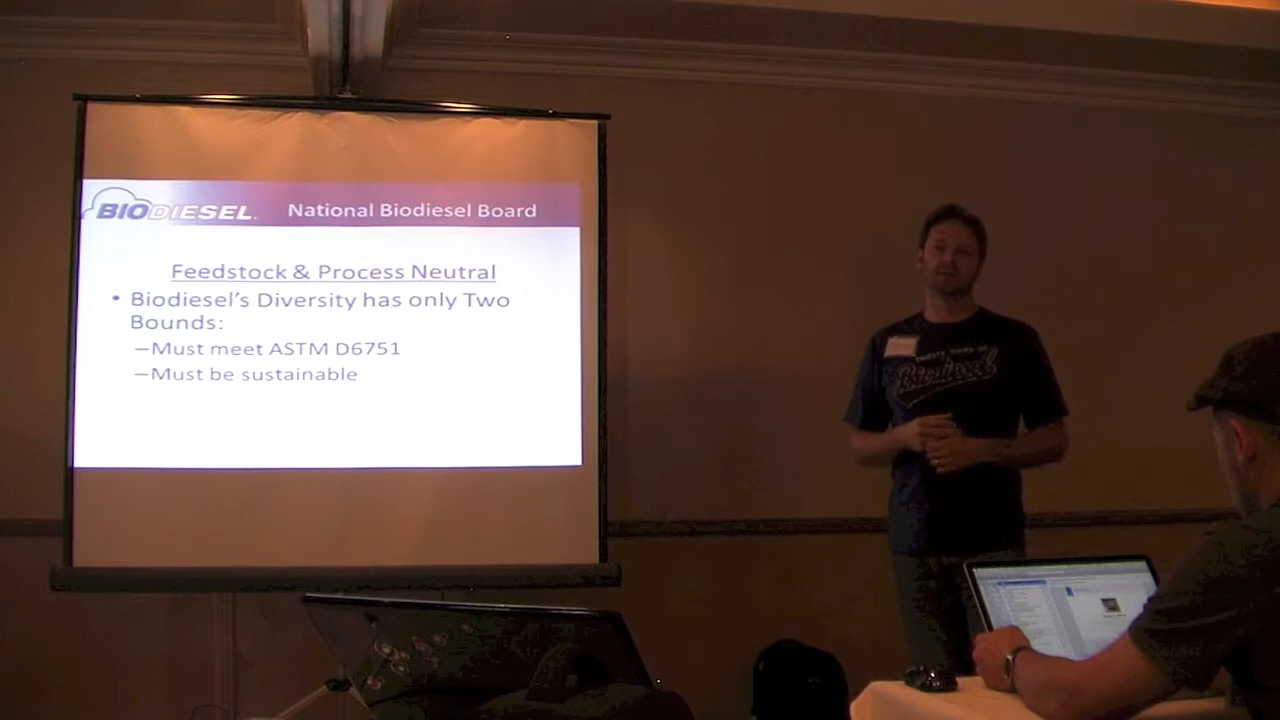 BIODIESEL.
National Biodiesel Board
Feedstock & Process Neutral
• Biodiesel's Diversity has only Two
Bounds:
–Must meet ASTM D6751
–Must be sustainable
Biodiesel